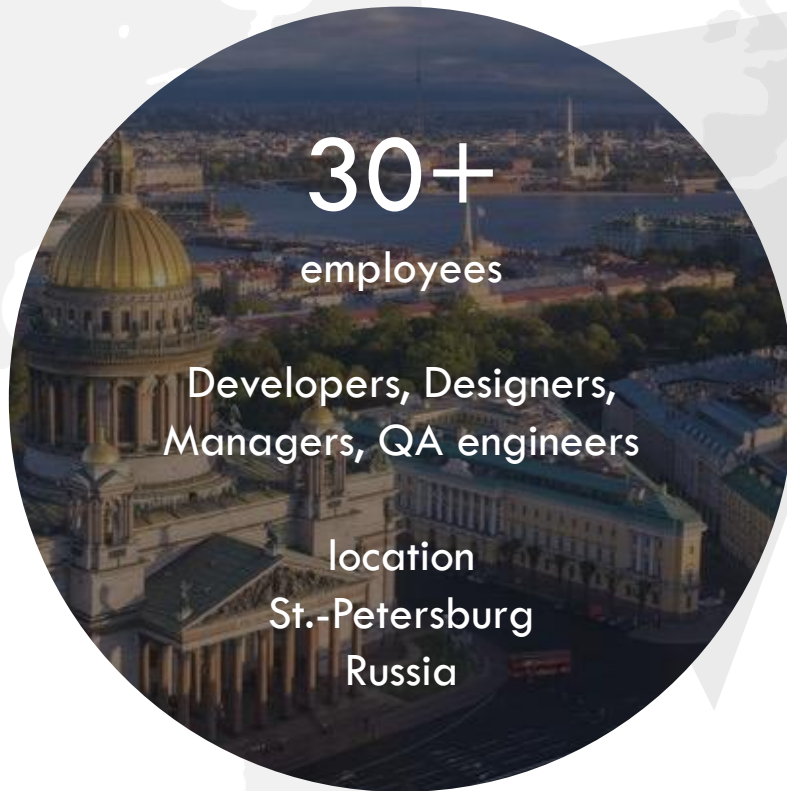 30+
employees
Developers, Designers,
Managers, QA engineers
location
St.-Petersburg
Russia